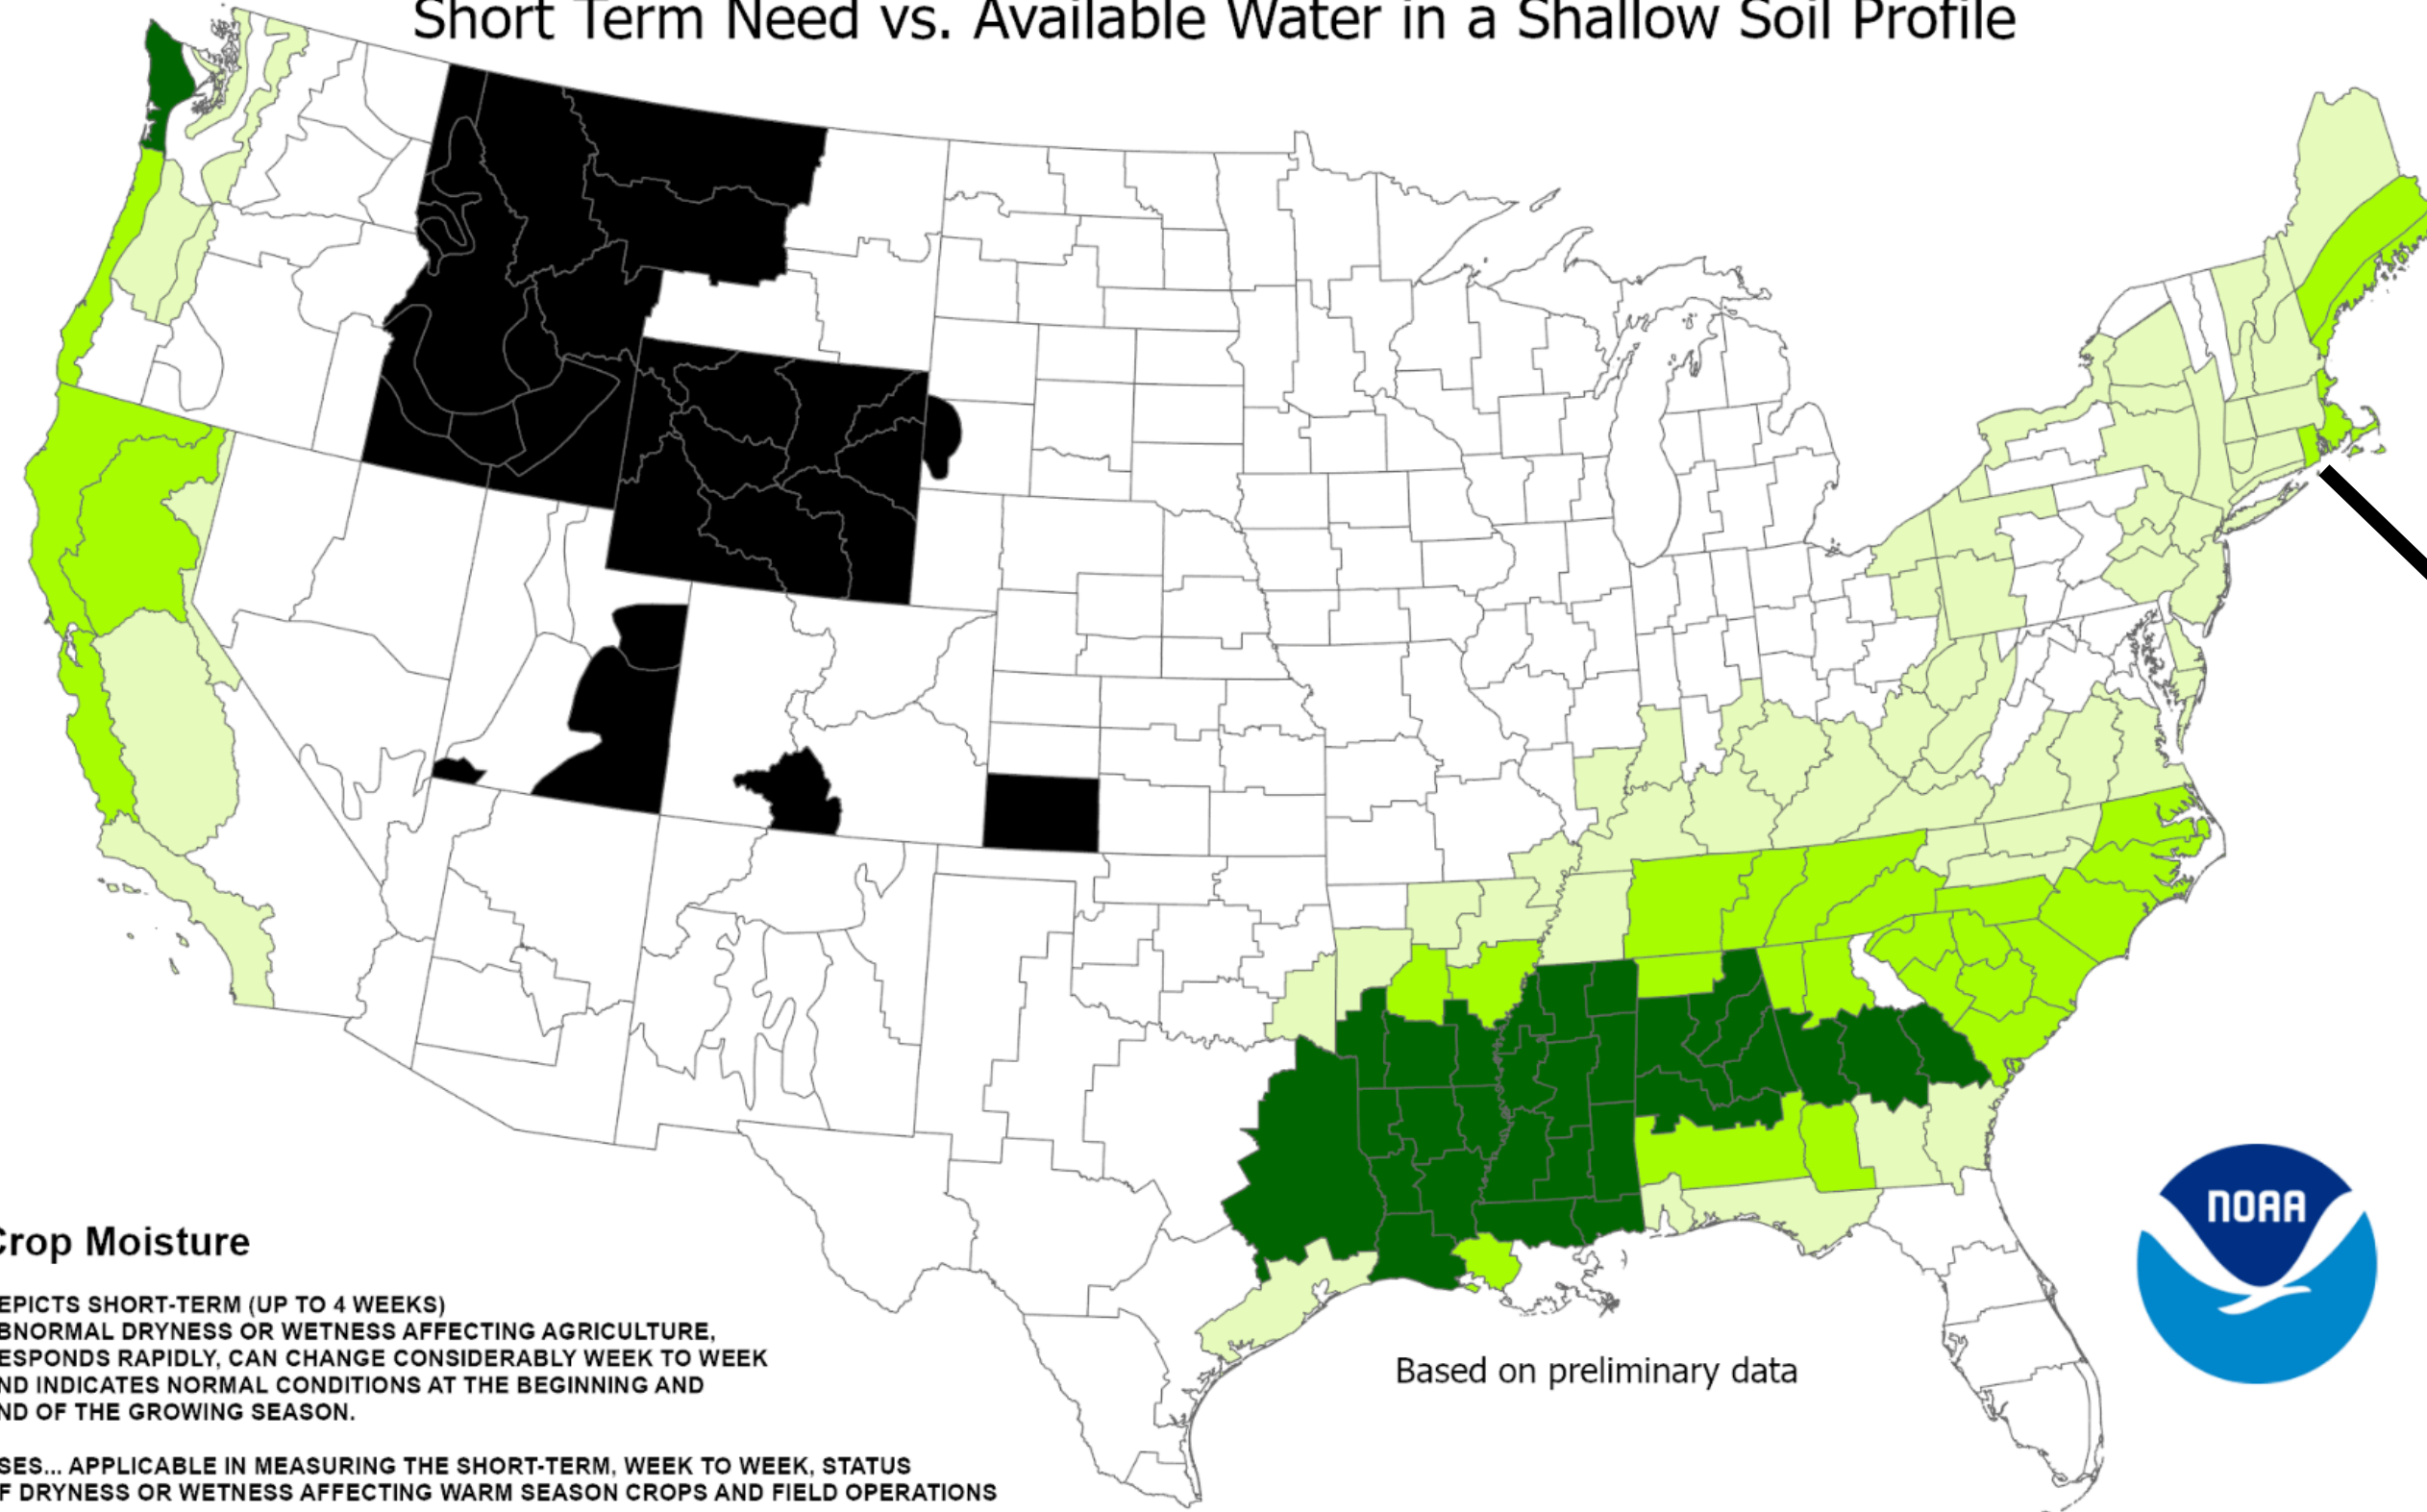 Short Term Need vs. Available Water in a Shallow Soil Profile
Crop Moisture
EPICTS SHORT-TERM (UP TO 4 WEEKS)
BNORMAL DRYNESS OR WETNESS AFFECTING AGRICULTURE,
ESPONDS RAPIDLY, CAN CHANGE CONSIDERABLY WEEK TO WEEK
ND INDICATES NORMAL CONDITIONS AT THE BEGINNING AND
ND OF THE GROWING SEASON.
SES... APPLICABLE IN MEASURING THE SHORT-TERM, WEEK TO WEEK, STATUS
F DRYNESS OR WETNESS AFFECTING WARM SEASON CROPS AND FIELD OPERATIONS
Based on preliminary data
NOAA